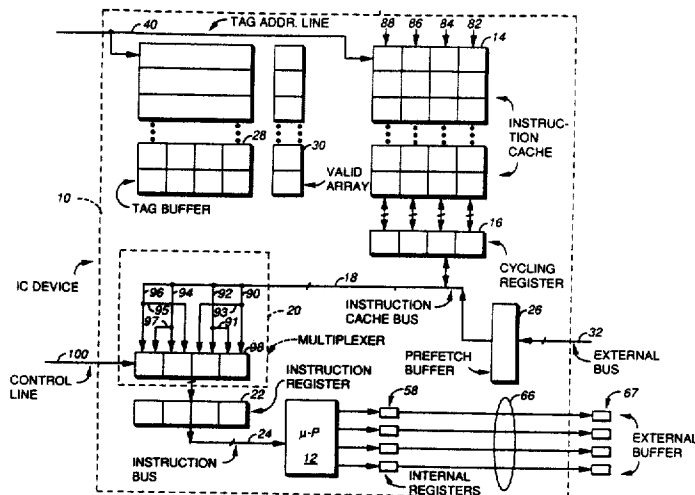 40
TAG ADDR. LINE
88 86 84 82
14
28
30
INSTRUC-
TION
CACHE
VALID
ARRAY
TAG BUFFER
10
16
CYCLING
REGISTER
IC DEVICE
96 94 92 90
18
95 93
97 91
20
INSTRUCTION
CACHE BUS
26
98
MULTIPLEXER
32
100
CONTROL
LINE
PREFETCH
BUFFER
EXTERNAL
BUS
22
INSTRUCTION
REGISTER
58
66
67
24
μ-P
12
INSTRUCTION
BUS
INTERNAL
REGISTERS
EXTERNAL
BUFFER